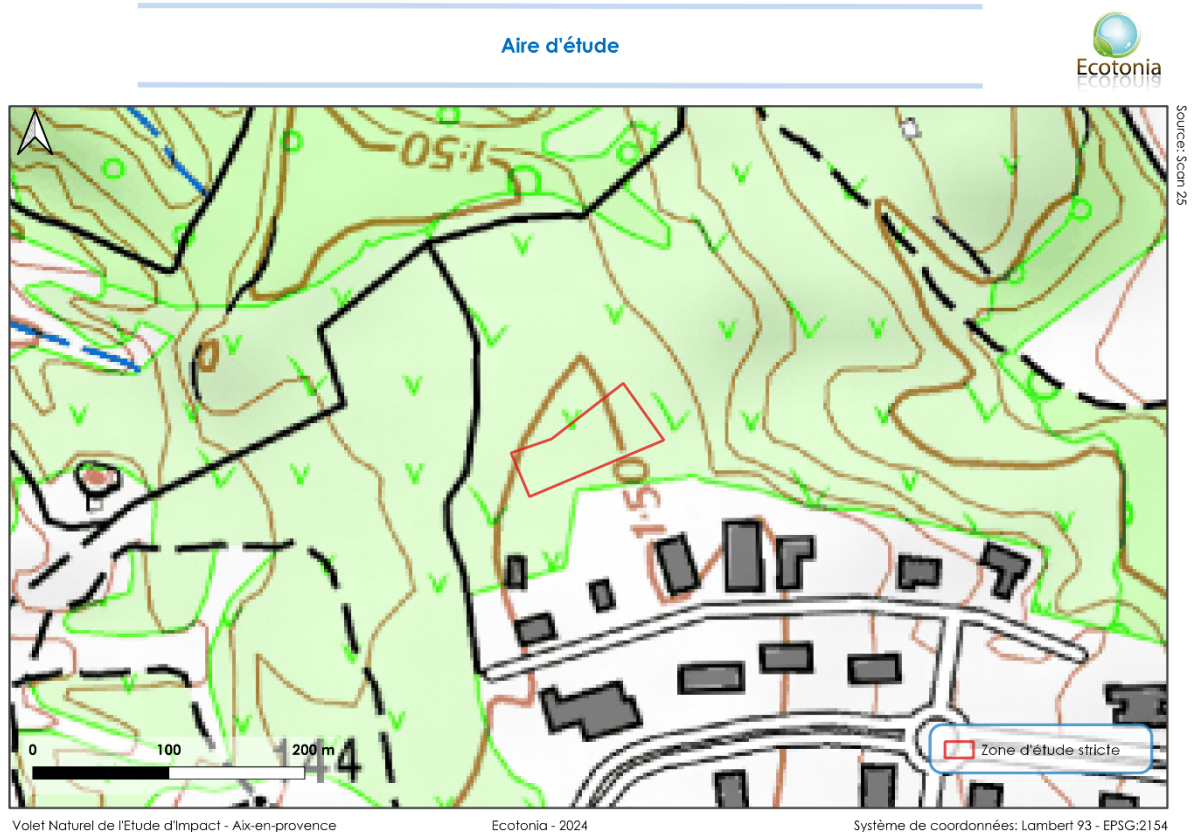 Aire d'étude
Ecotonia
Source: Scan 25
1·50
1·50
144
0 100 200 m
Zone d'étude stricte
Volet Naturel de l'Etude d'Impact - Aix-en-provence
Ecotonia - 2024
Système de coordonnées: Lambert 93 - EPSG:2154